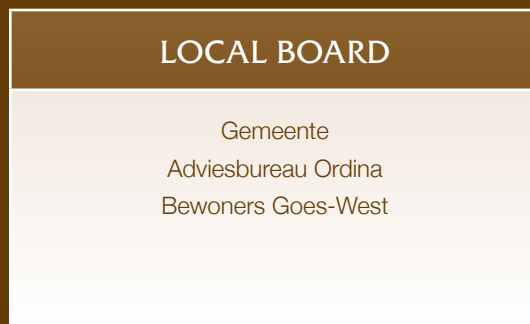 LOCAL BOARD
Gemeente
Adviesbureau Ordina
Bewoners Goes-West